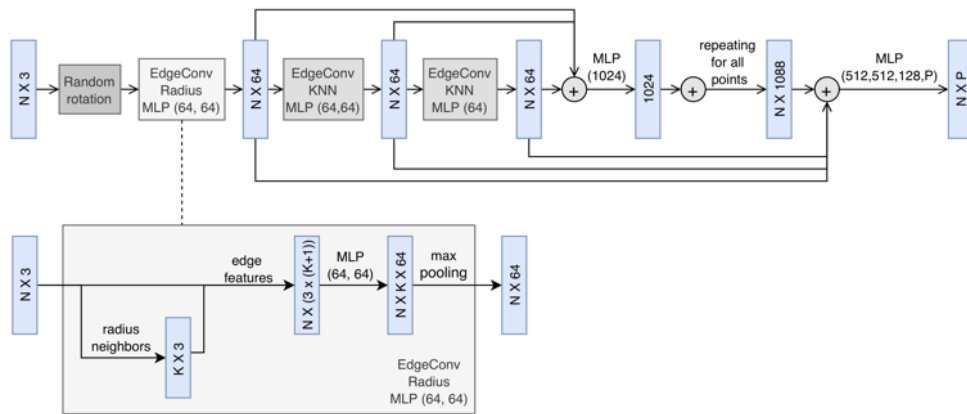 N X 3
Random
rotation
EdgeConv
Radius
MLP (64, 64)
N X 64
EdgeConv
KNN
MLP (64,64)
N X 64
EdgeConv
KNN
MLP (64)
N X 64
+
MLP
(1024)
1024
+
repeating
for all
points
N X 1088
+
MLP
(512,512,128,P)
N X P
N X 3
radius
neighbors
K X 3
edge
features
N X (3 x (K+1))
MLP
(64, 64)
N X K X 64
max
pooling
N X 64
EdgeConv
Radius
MLP (64, 64)